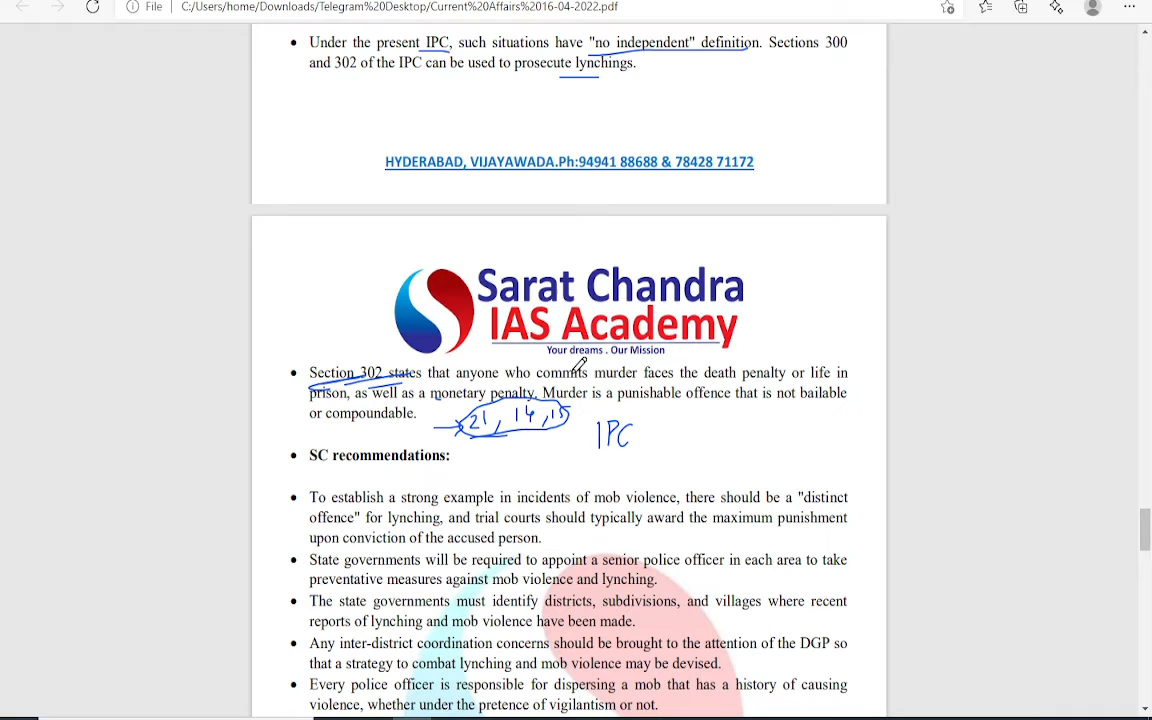 File
C:/Users/home/Downloads/Telegram%20Desktop/Current%20Affairs%2016-04-2022.pdf
• Under the present IPC, such situations have "no independent" definition. Sections 300
and 302 of the IPC can be used to prosecute lynchings.
HYDERABAD, VIJAYAWADA.Ph:94941 88688 & 78428 71172
Sarat Chandra
IAS Academy
Your dreams . Our Mission
• Section 302 states that anyone who commits murder faces the death penalty or life in
prison, as well as a monetary penalty. Murder is a punishable offence that is not bailable
or compoundable.
21, 14, 15
IPC
• SC recommendations:
• To establish a strong example in incidents of mob violence, there should be a "distinct
offence" for lynching, and trial courts should typically award the maximum punishment
upon conviction of the accused person.
• State governments will be required to appoint a senior police officer in each area to take
preventative measures against mob violence and lynching.
• The state governments must identify districts, subdivisions, and villages where recent
reports of lynching and mob violence have been made.
• Any inter-district coordination concerns should be brought to the attention of the DGP so
that a strategy to combat lynching and mob violence may be devised.
• Every police officer is responsible for dispersing a mob that has a history of causing
violence, whether under the pretence of vigilantism or not.